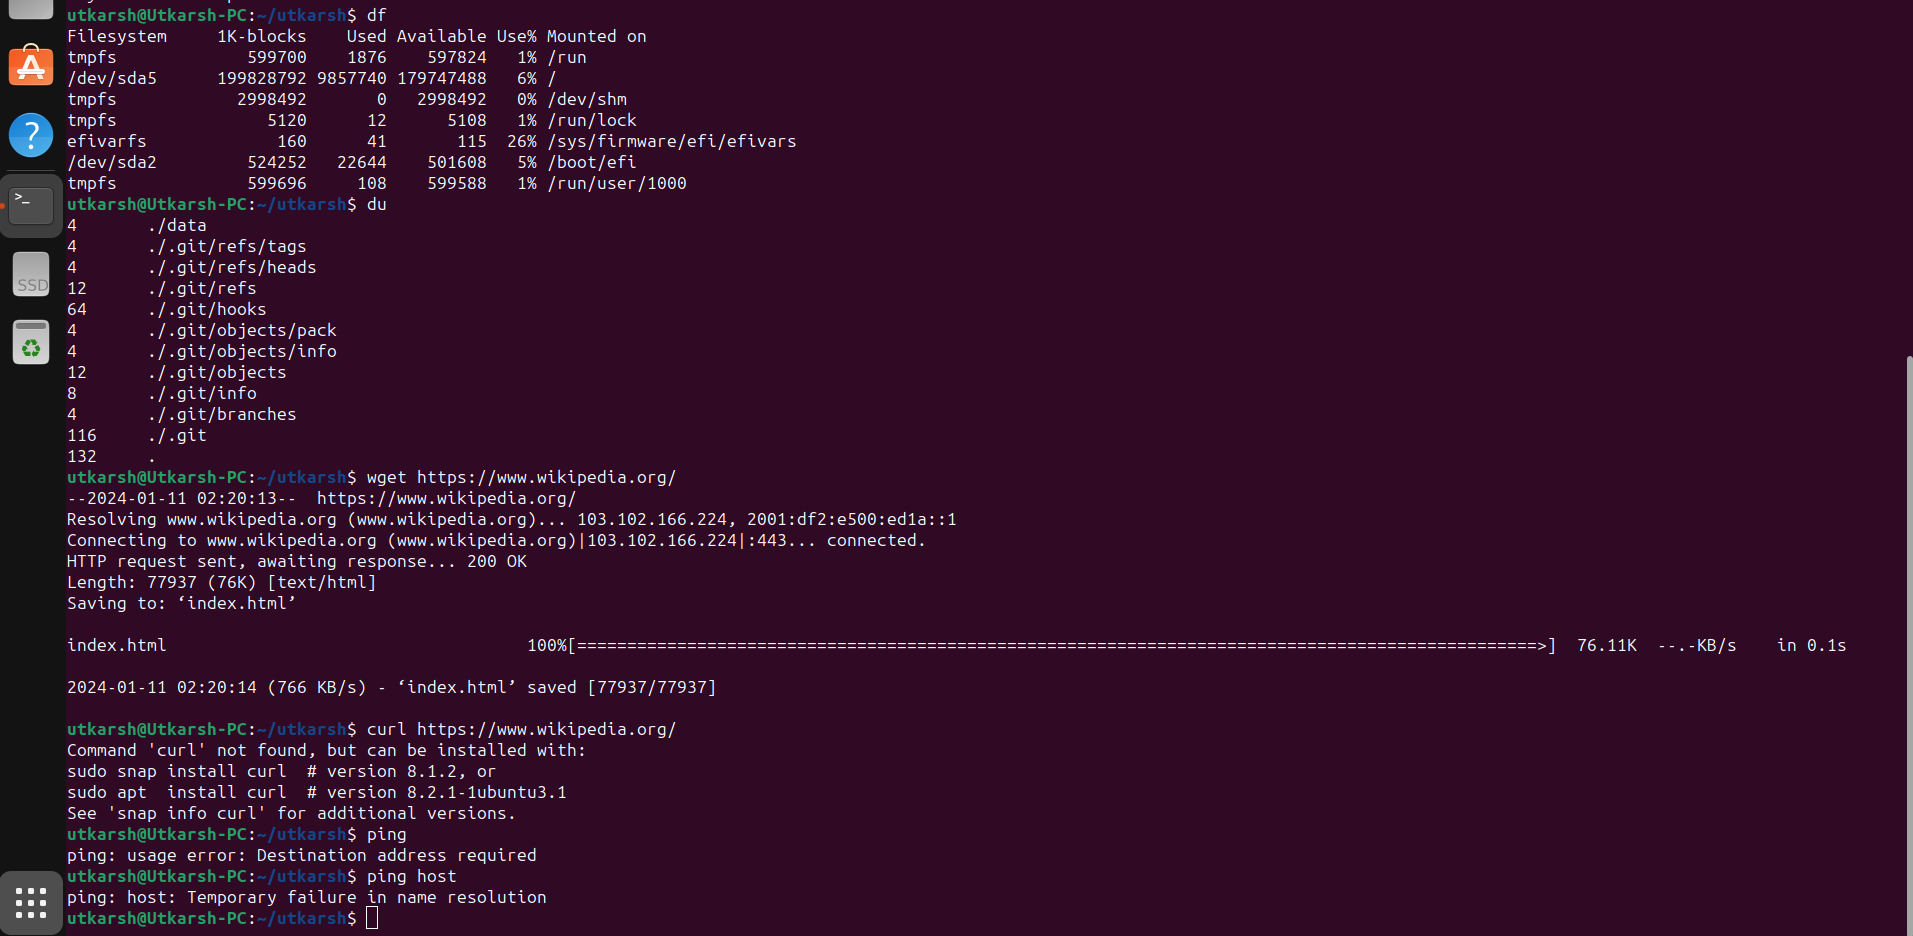 utkarsh@Utkarsh-PC:~/utkarsh$ df
Filesystem     1K-blocks    Used Available Use% Mounted on
tmpfs             599700    1876    597824   1% /run
/dev/sda5      199828792 9857740 179747488   6% /
tmpfs            2998492       0   2998492   0% /dev/shm
tmpfs               5120      12      5108   1% /run/lock
efivarfs             160      41       115  26% /sys/firmware/efi/efivars
/dev/sda2         524252   22644    501608   5% /boot/efi
tmpfs             599696     108    599588   1% /run/user/1000
utkarsh@Utkarsh-PC:~/utkarsh$ du
4       ./data
4       ./.git/refs/tags
4       ./.git/refs/heads
12      ./.git/refs
64      ./.git/hooks
4       ./.git/objects/pack
4       ./.git/objects/info
12      ./.git/objects
8       ./.git/info
4       ./.git/branches
116     ./.git
132     .
utkarsh@Utkarsh-PC:~/utkarsh$ wget https://www.wikipedia.org/
--2024-01-11 02:20:13--  https://www.wikipedia.org/
Resolving www.wikipedia.org (www.wikipedia.org)... 103.102.166.224, 2001:df2:e500:ed1a::1
Connecting to www.wikipedia.org (www.wikipedia.org)|103.102.166.224|:443... connected.
HTTP request sent, awaiting response... 200 OK
Length: 77937 (76K) [text/html]
Saving to: ‘index.html’
index.html                                    100%[================================================================================================>]  76.11K  --.-KB/s    in 0.1s
2024-01-11 02:20:14 (766 KB/s) - ‘index.html’ saved [77937/77937]
utkarsh@Utkarsh-PC:~/utkarsh$ curl https://www.wikipedia.org/
Command 'curl' not found, but can be installed with:
sudo snap install curl  # version 8.1.2, or
sudo apt  install curl  # version 8.2.1-1ubuntu3.1
See 'snap info curl' for additional versions.
utkarsh@Utkarsh-PC:~/utkarsh$ ping
ping: usage error: Destination address required
utkarsh@Utkarsh-PC:~/utkarsh$ ping host
ping: host: Temporary failure in name resolution
utkarsh@Utkarsh-PC:~/utkarsh$
?
>_
SSD